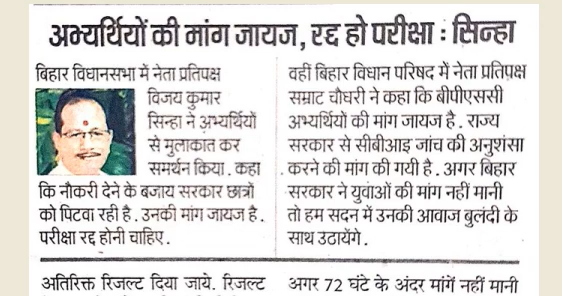 अभ्यर्थियों की मांग जायज, रद्द हो परीक्षा : सिन्हा
बिहार विधानसभा में नेता प्रतिपक्ष
विजय कुमार
सिन्हा ने अभ्यर्थियों
से मुलाकात कर
समर्थन किया. कहा
कि नौकरी देने के बजाय सरकार छात्रों
को पिटवा रही है. उनकी मांग जायज है.
परीक्षा रद्द होनी चाहिए.
वहीं बिहार विधान परिषद में नेता प्रतिपक्ष
सम्राट चौधरी ने कहा कि बीपीएससी
अभ्यर्थियों की मांग जायज है. राज्य
सरकार से सीबीआइ जांच की अनुशंसा
करने की मांग की गयी है. अगर बिहार
सरकार ने युवाओं की मांग नहीं मानी
तो हम सदन में उनकी आवाज बुलंदी के
साथ उठायेंगे.
अतिरिक्त रिजल्ट दिया जाये. रिजल्ट
अगर 72 घंटे के अंदर मांगें नहीं मानी